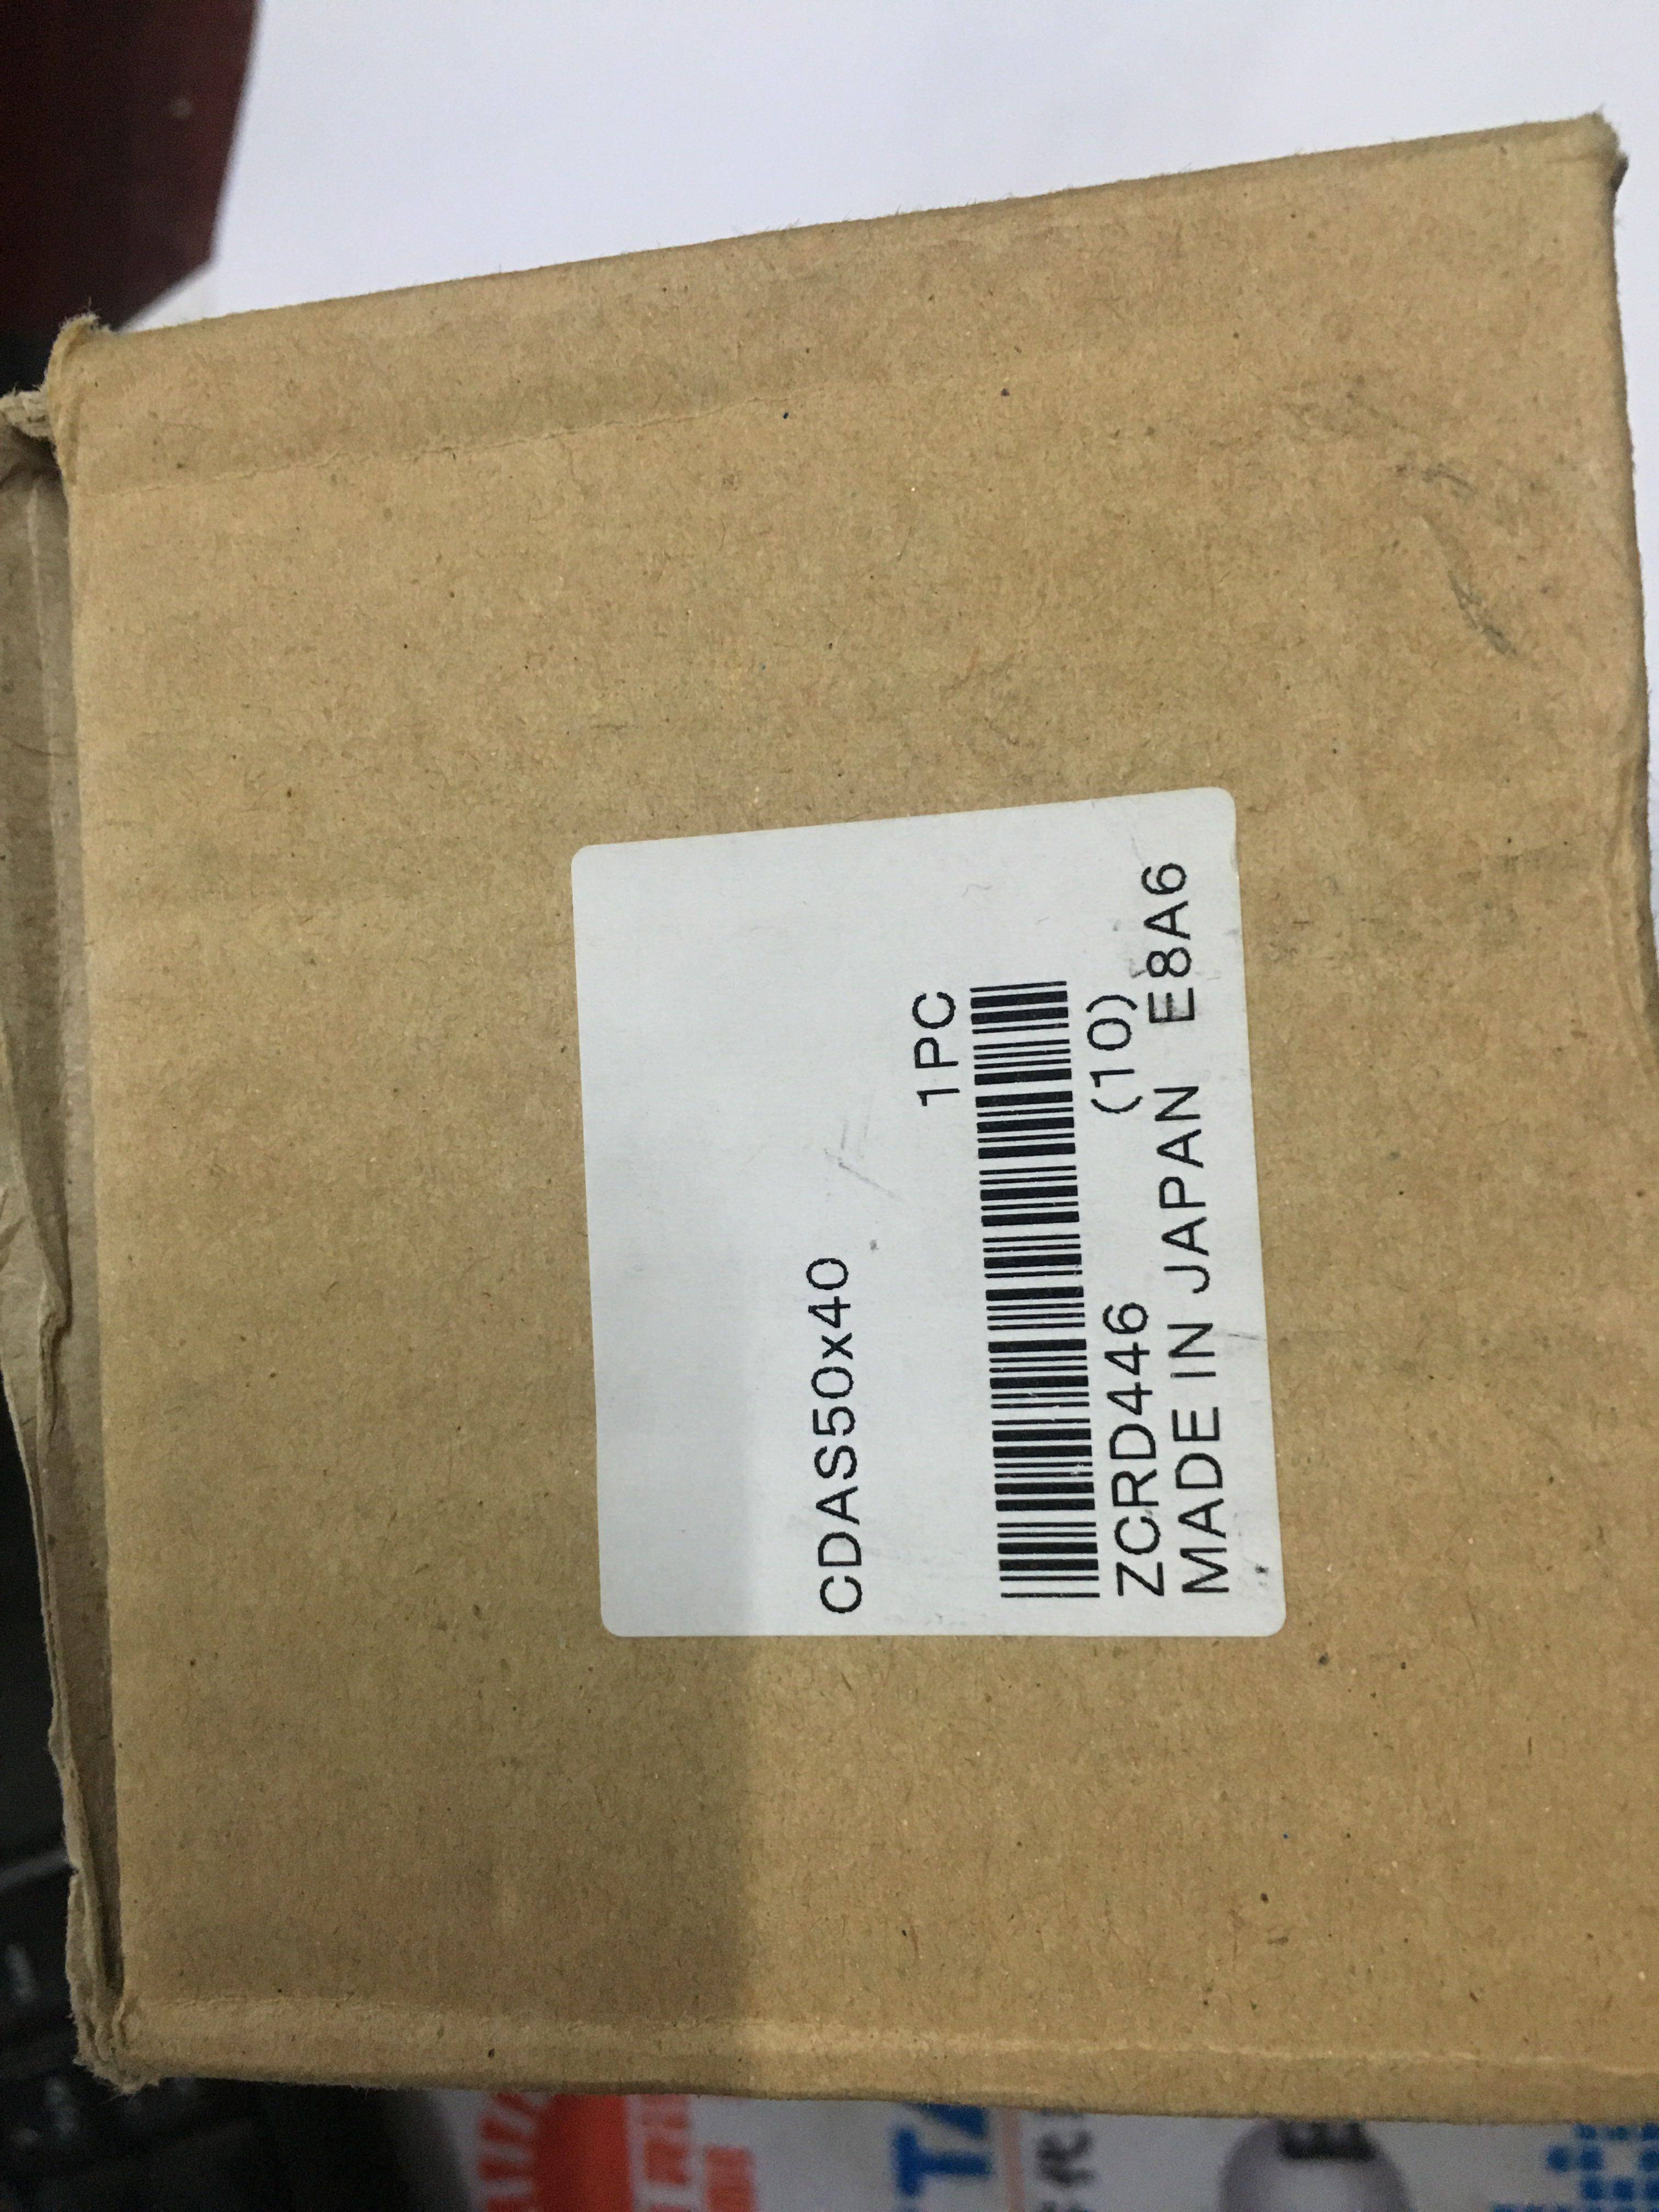 CDAS50x40
1PC
ZCRD446 (10)
MADE IN JAPAN E8A6